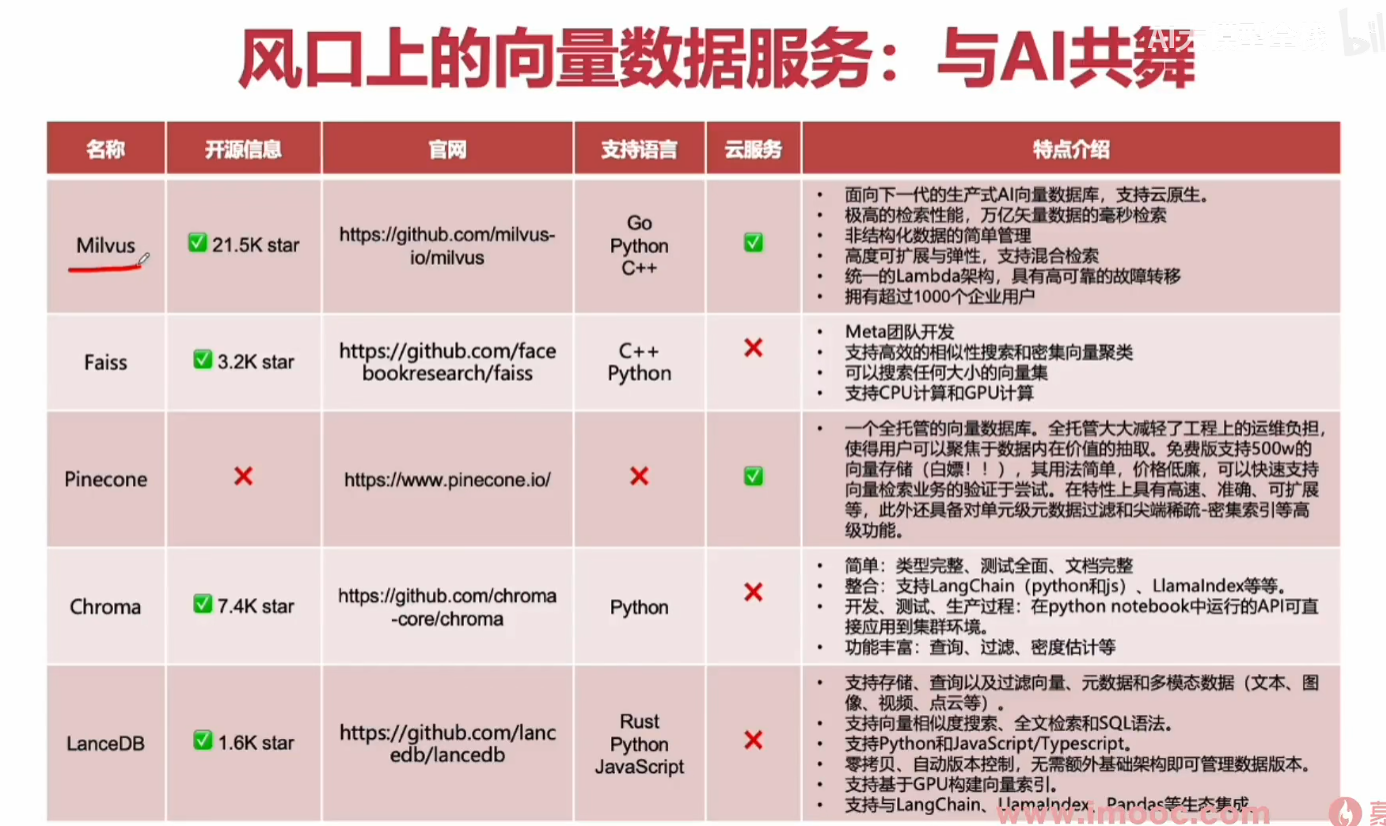 风口上的向量数据服务：与AI共舞
名称 开源信息 官网 支持语言 云服务 特点介绍
Milvus
✅ 21.5K star
https://github.com/milvus-
io/milvus
Go
Python
C++
✅
• 面向下一代的生产式AI向量数据库，支持云原生。
• 极高的检索性能，万亿矢量数据的毫秒检索
• 非结构化数据的简单管理
• 高度可扩展与弹性，支持混合检索
• 统一的Lambda架构，具有高可靠的故障转移
• 拥有超过1000个企业用户
Faiss
✅ 3.2K star
https://github.com/face
bookresearch/faiss
C++
Python
❌
• Meta团队开发
• 支持高效的相似性搜索和密集向量聚类
• 可以搜索任何大小的向量集
• 支持CPU计算和GPU计算
Pinecone
❌
https://www.pinecone.io/
❌
✅
• 一个全托管的向量数据库。全托管大大减轻了工程上的运维负担，
使得用户可以聚焦于数据内在价值的抽取。免费版支持500w的
向量存储（白嫖！！），其用法简单，价格低廉，可以快速支持
向量检索业务的验证于尝试。在特性上具有高速、准确、可扩展
等，此外还具备对单元级元数据过滤和尖端稀疏-密集索引等高
级功能。
Chroma
✅ 7.4K star
https://github.com/chroma
-core/chroma
Python
❌
• 简单：类型完整、测试全面、文档完整
• 整合：支持LangChain（python和js）、LlamaIndex等等。
• 开发、测试、生产过程：在python notebook中运行的API可直
接应用到集群环境。
• 功能丰富：查询、过滤、密度估计等
LanceDB
✅ 1.6K star
https://github.com/lanc
edb/lancedb
Rust
Python
JavaScript
❌
• 支持存储、查询以及过滤向量、元数据和多模态数据（文本、图
像、视频、点云等）。
• 支持向量相似度搜索、全文检索和SQL语法。
• 支持Python和JavaScript/Typescript。
• 零拷贝、自动版本控制，无需额外基础架构即可管理数据版本。
• 支持基于GPU构建向量索引。
• 支持与LangChain、LlamaIndex、Pandas等生态集成
www.imooc.com